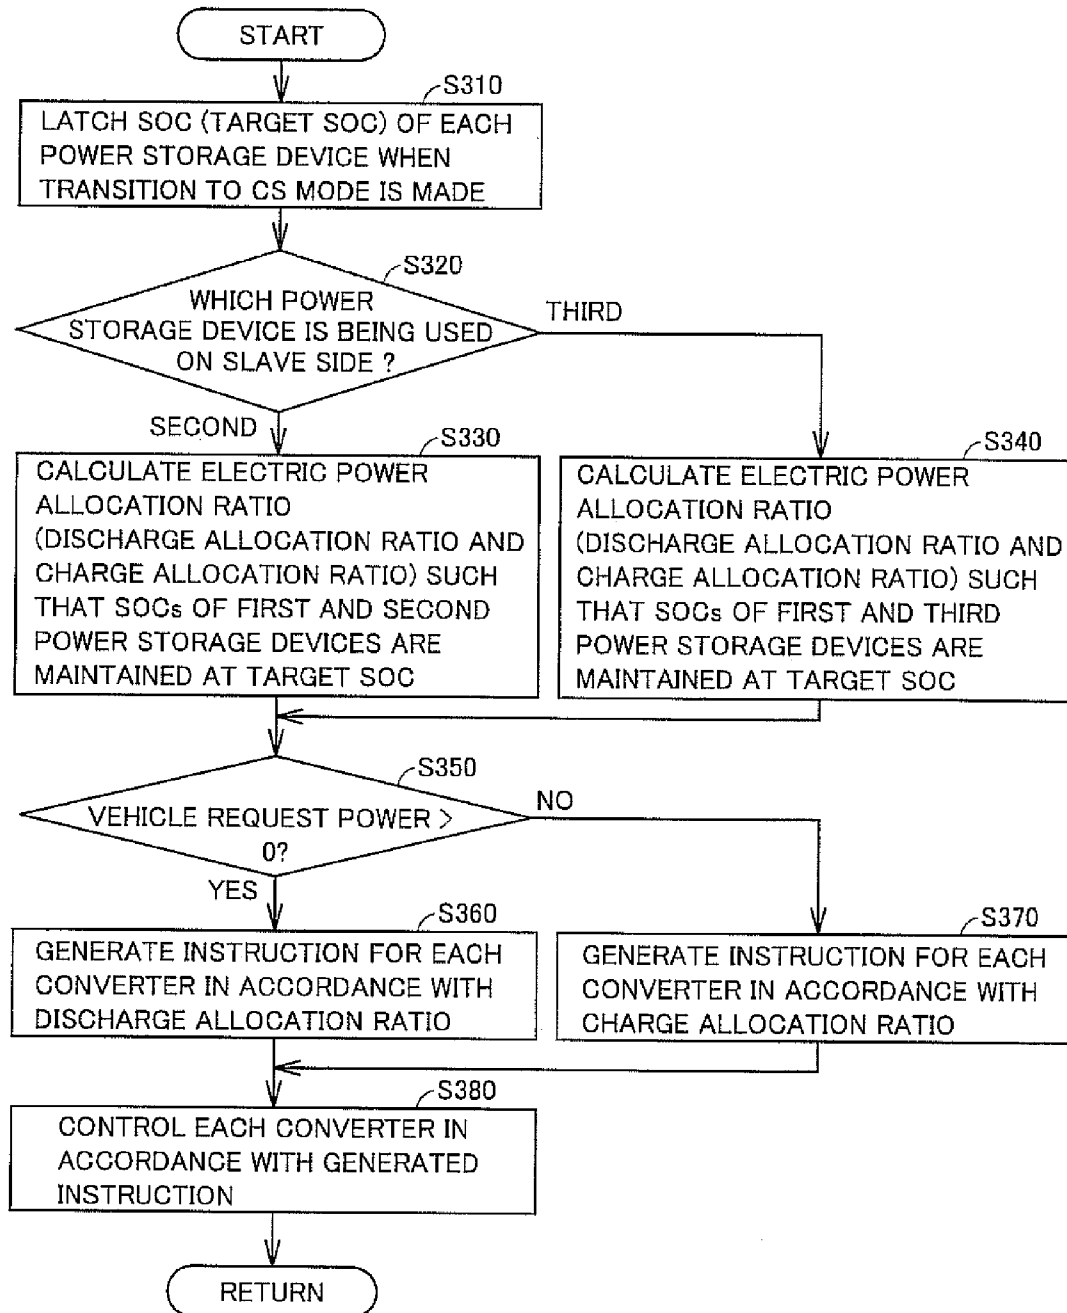 START
S310
LATCH SOC (TARGET SOC) OF EACH
POWER STORAGE DEVICE WHEN
TRANSITION TO CS MODE IS MADE
S320
WHICH POWER
STORAGE DEVICE IS BEING USED
ON SLAVE SIDE ?
THIRD
SECOND
S330
CALCULATE ELECTRIC POWER
ALLOCATION RATIO
(DISCHARGE ALLOCATION RATIO AND
CHARGE ALLOCATION RATIO) SUCH
THAT SOCs OF FIRST AND SECOND
POWER STORAGE DEVICES ARE
MAINTAINED AT TARGET SOC
S340
CALCULATE ELECTRIC POWER
ALLOCATION RATIO
(DISCHARGE ALLOCATION RATIO AND
CHARGE ALLOCATION RATIO) SUCH
THAT SOCs OF FIRST AND THIRD
POWER STORAGE DEVICES ARE
MAINTAINED AT TARGET SOC
S350
VEHICLE REQUEST POWER >
0?
NO
YES
S360
GENERATE INSTRUCTION FOR EACH
CONVERTER IN ACCORDANCE WITH
DISCHARGE ALLOCATION RATIO
S370
GENERATE INSTRUCTION FOR EACH
CONVERTER IN ACCORDANCE WITH
CHARGE ALLOCATION RATIO
S380
CONTROL EACH CONVERTER IN
ACCORDANCE WITH GENERATED
INSTRUCTION
RETURN